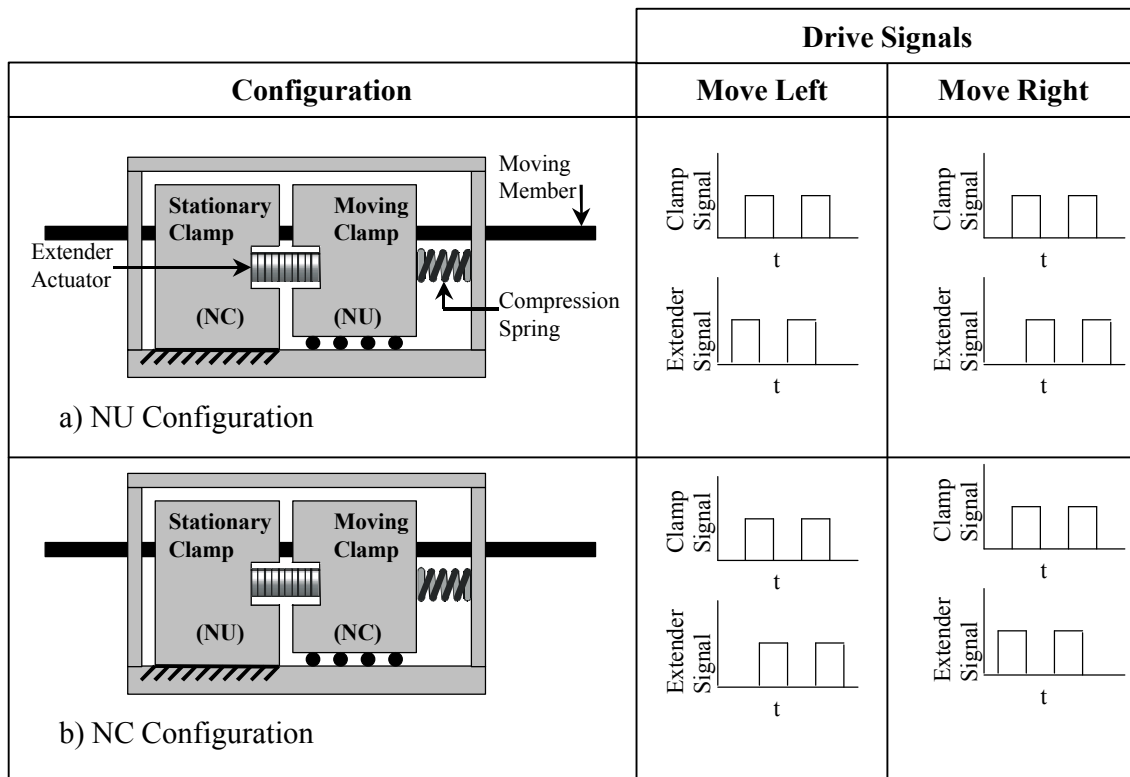 Drive Signals
Configuration
Move Left
Move Right
Moving
Member
Stationary
Clamp
Moving
Clamp
Extender
Actuator
(NC)
(NU)
Compression
Spring
a) NU Configuration
Clamp
Signal
t
Extender
Signal
t
Clamp
Signal
t
Extender
Signal
t
Stationary
Clamp
Moving
Clamp
(NU)
(NC)
b) NC Configuration
Clamp
Signal
t
Extender
Signal
t
Clamp
Signal
t
Extender
Signal
t